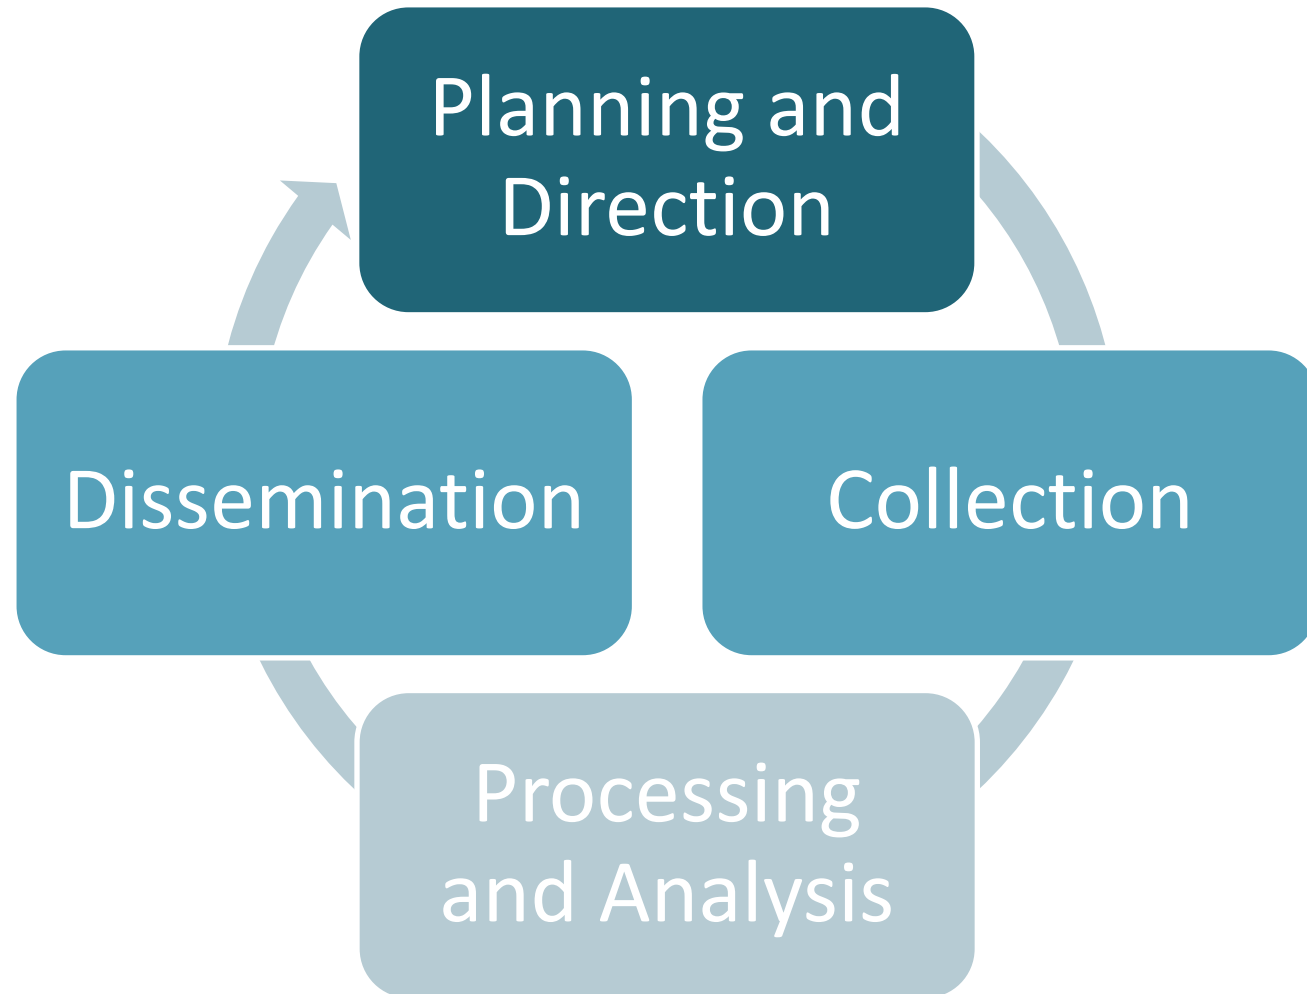 Planning and
Direction
Dissemination
Collection
Processing
and Analysis